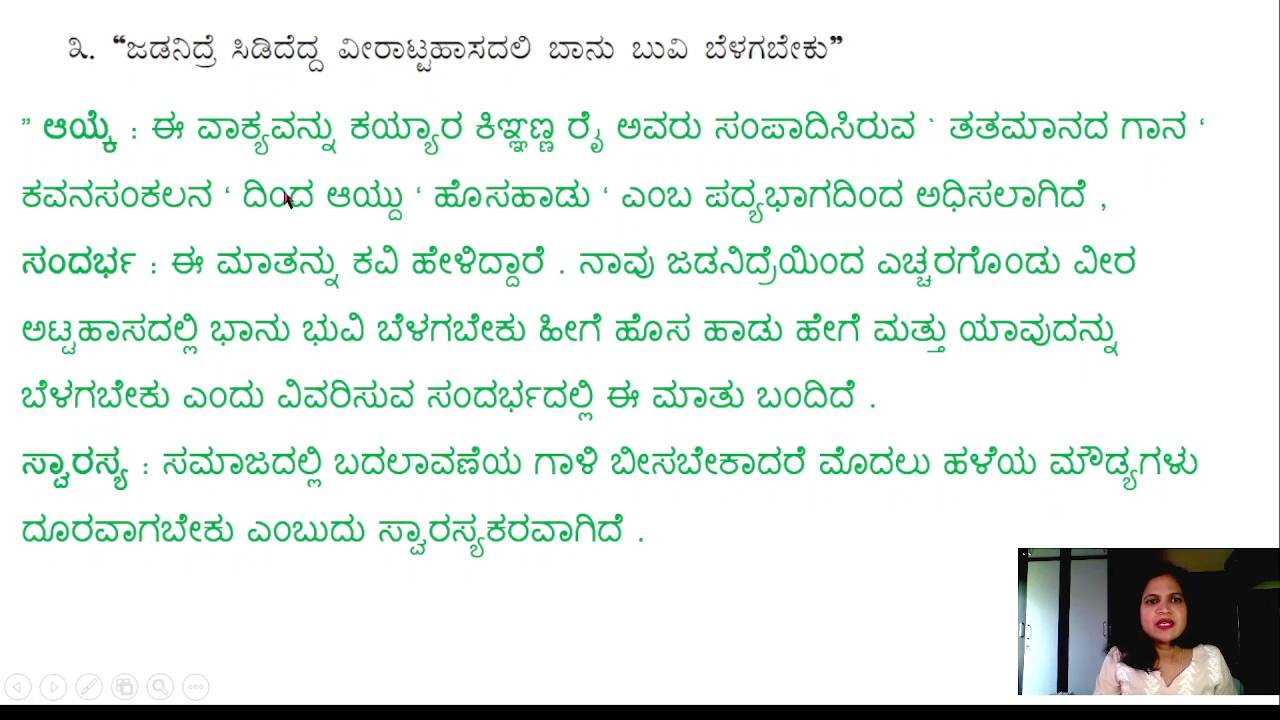 ೩. “ಜಡನಿದ್ರೆ ಸಿಡಿದೆದ್ದ ವೀರಾಟ್ಟಹಾಸದಲಿ ಬಾನು ಬುವಿ ಬೆಳಗಬೇಕು”
” ಆಯ್ಕೆ : ಈ ವಾಕ್ಯವನ್ನು ಕಯ್ಯಾರ ಕಿಞ್ಞಣ್ಣ ರೈ ಅವರು ಸಂಪಾದಿಸಿರುವ ` ತತಮಾನದ ಗಾನ ‘
ಕವನಸಂಕಲನ ‘ ದಿಂದ ಆಯ್ದು ‘ ಹೊಸಹಾಡು ‘ ಎಂಬ ಪದ್ಯಭಾಗದಿಂದ ಅಧಿಸಲಾಗಿದೆ ,
ಸಂದರ್ಭ : ಈ ಮಾತನ್ನು ಕವಿ ಹೇಳಿದ್ದಾರೆ . ನಾವು ಜಡನಿದ್ರೆಯಿಂದ ಎಚ್ಚರಗೊಂಡು ವೀರ
ಅಟ್ಟಹಾಸದಲ್ಲಿ ಭಾನು ಭುವಿ ಬೆಳಗಬೇಕು ಹೀಗೆ ಹೊಸ ಹಾಡು ಹೇಗೆ ಮತ್ತು ಯಾವುದನ್ನು
ಬೆಳಗಬೇಕು ಎಂದು ವಿವರಿಸುವ ಸಂದರ್ಭದಲ್ಲಿ ಈ ಮಾತು ಬಂದಿದೆ .
ಸ್ವಾರಸ್ಯ : ಸಮಾಜದಲ್ಲಿ ಬದಲಾವಣೆಯ ಗಾಳಿ ಬೀಸಬೇಕಾದರೆ ಮೊದಲು ಹಳೆಯ ಮೌಢ್ಯಗಳು
ದೂರವಾಗಬೇಕು ಎಂಬುದು ಸ್ವಾರಸ್ಯಕರವಾಗಿದೆ .